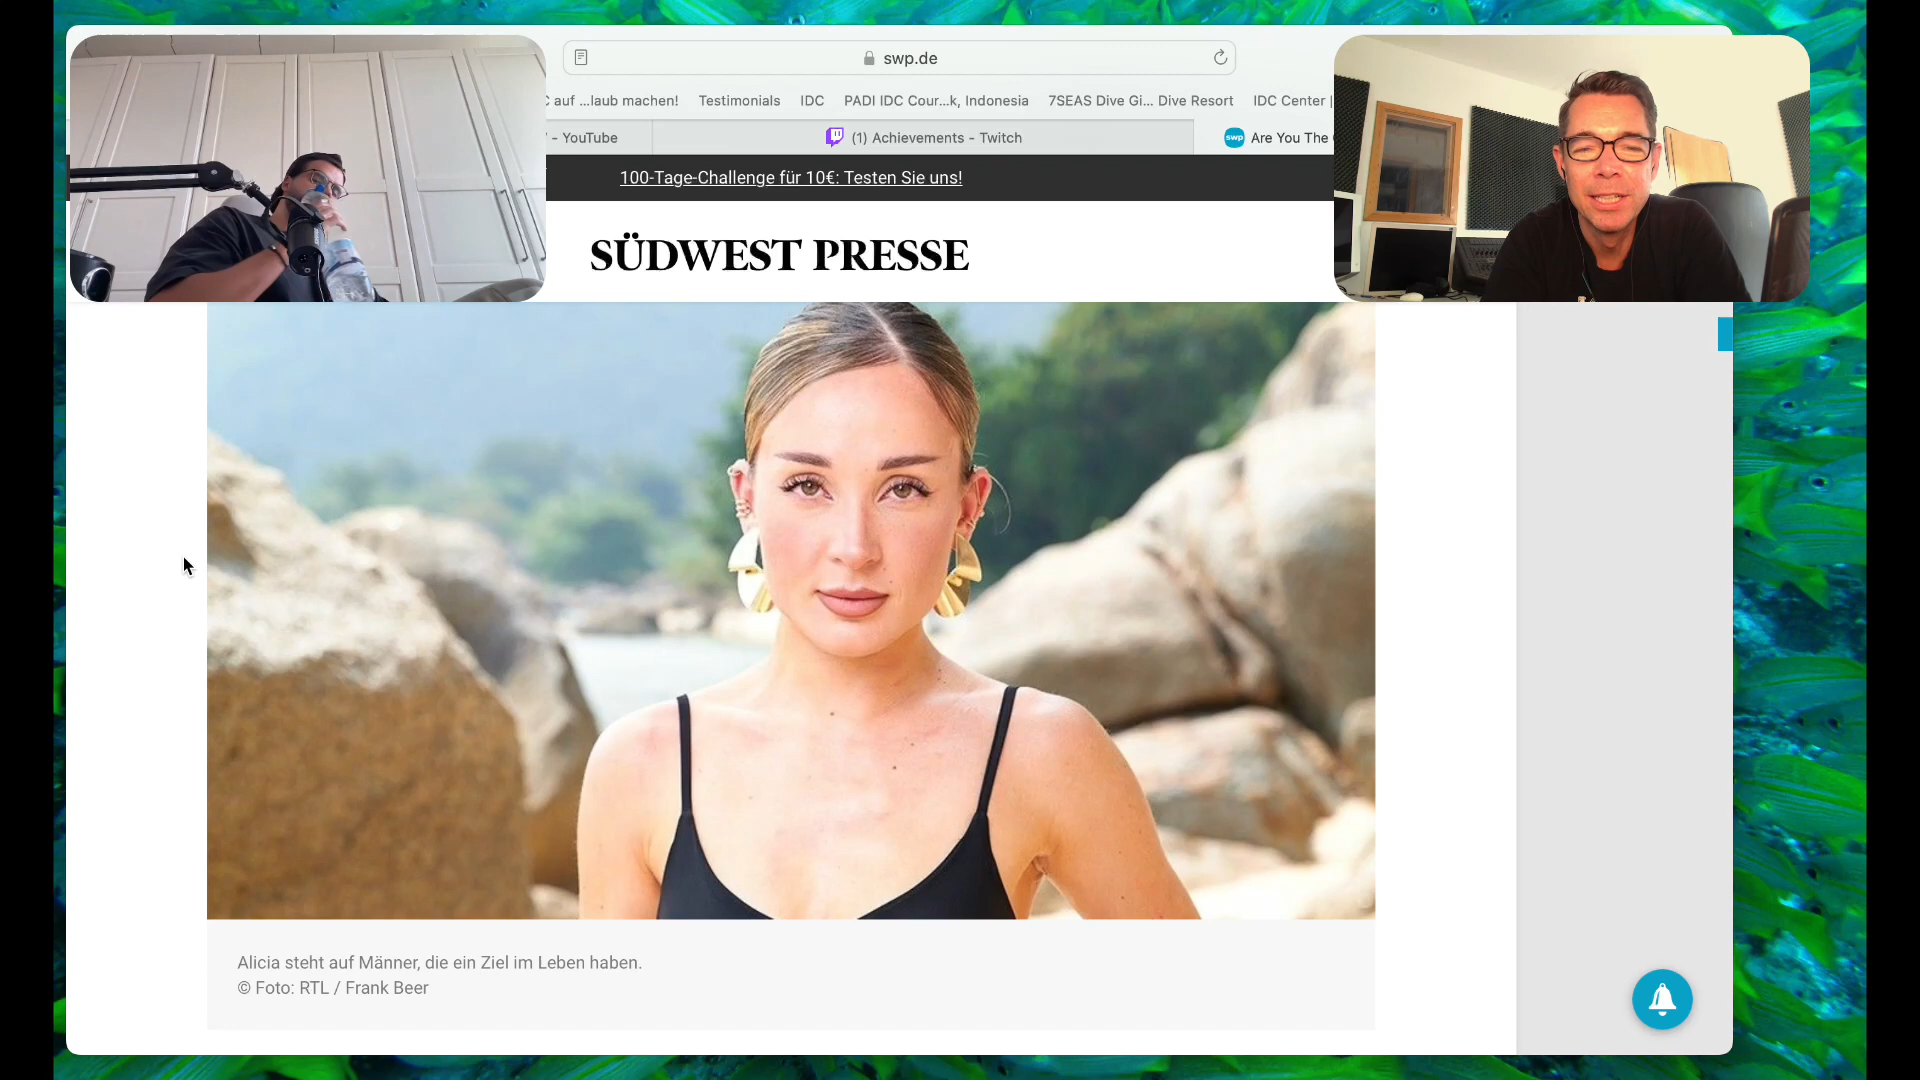 swp.de
auf ...laub machen!
Testimonials
IDC
PADI IDC Cour...k, Indonesia
7SEAS Dive Gi... Dive Resort
IDC Center |
- YouTube
(1) Achievements - Twitch
swp
Are You The
100-Tage-Challenge für 10€: Testen Sie uns!
SÜDWEST PRESSE
Alicia steht auf Männer, die ein Ziel im Leben haben.
© Foto: RTL / Frank Beer